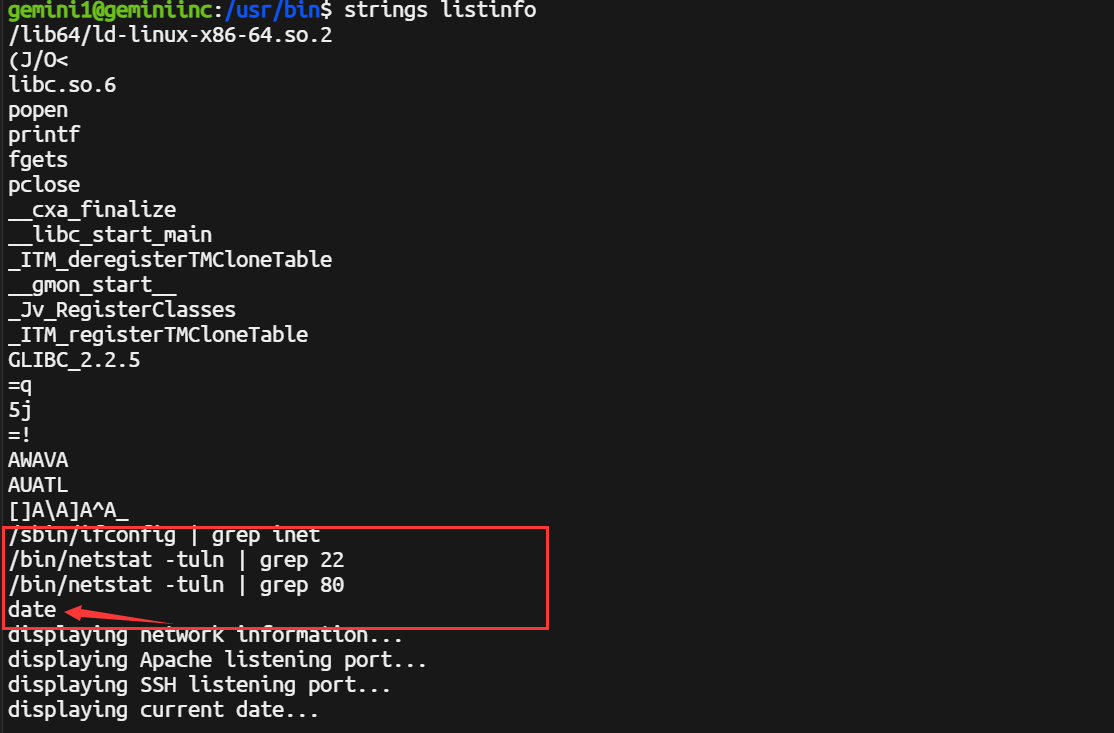 gemini1@geminiinc:/usr/bin$ strings listinfo
/lib64/ld-linux-x86-64.so.2
(J/O<
libc.so.6
popen
printf
fgets
pclose
__cxa_finalize
__libc_start_main
_ITM_deregisterTMCloneTable
__gmon_start__
_Jv_RegisterClasses
_ITM_registerTMCloneTable
GLIBC_2.2.5
=q
5j
=!
AWAVA
AUATL
[]A\A]A^A_
/sbin/ifconfig | grep inet
/bin/netstat -tuln | grep 22
/bin/netstat -tuln | grep 80
date
displaying network information...
displaying Apache listening port...
displaying SSH listening port...
displaying current date...